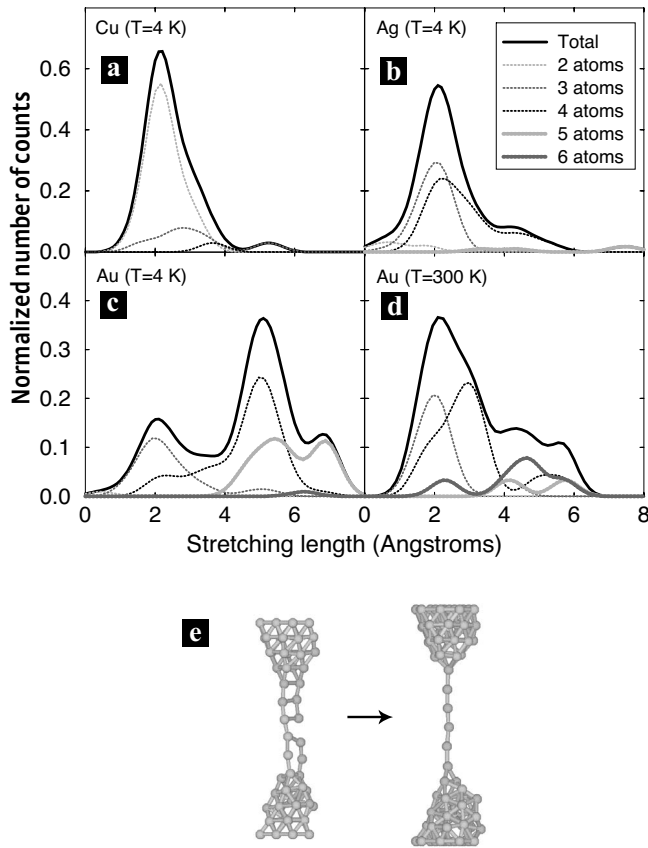 Cu (T=4 K)
a
Ag (T=4 K)
b
Total
2 atoms
3 atoms
4 atoms
5 atoms
6 atoms
0.6
0.4
0.2
0.0
Normalized number of counts
Au (T=4 K)
c
Au (T=300 K)
d
0.4
0.3
0.2
0.1
0.0
0 2 4 6 0 2 4 6 8
Stretching length (Angstroms)
e